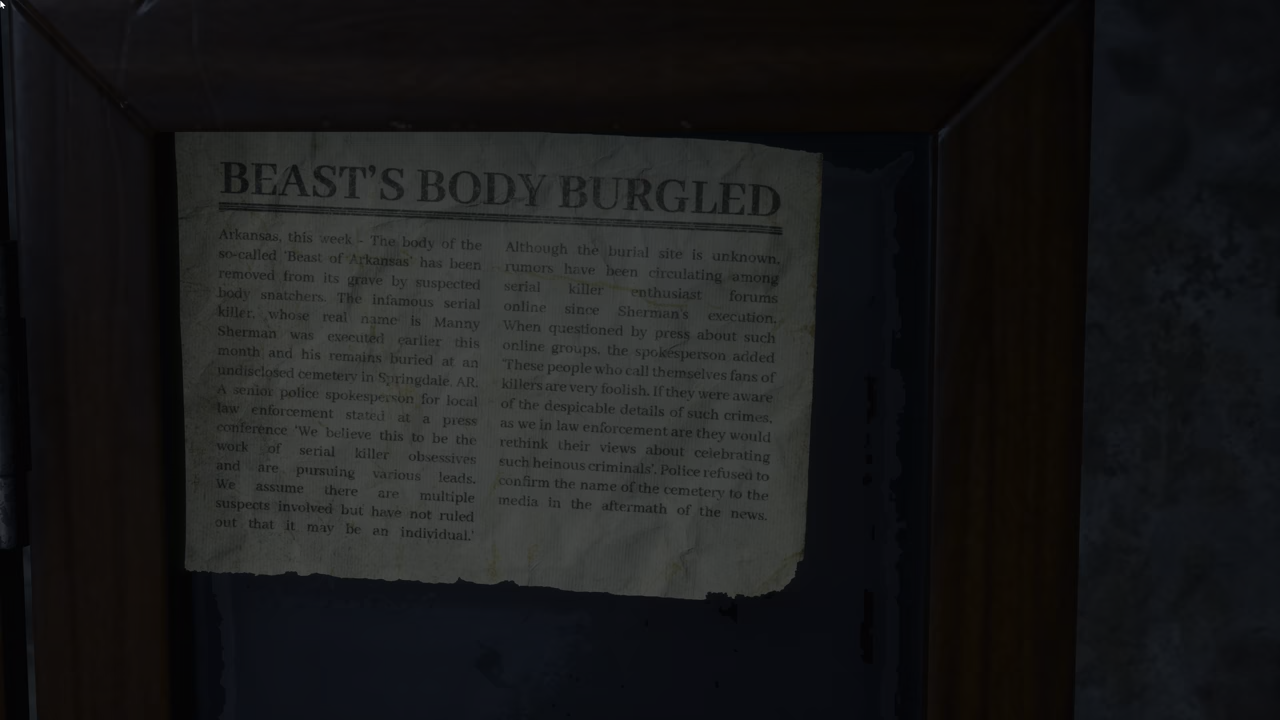 BEAST'S BODY BURGLED
Arkansas, this week - The body of the
so-called 'Beast of Arkansas' has been
removed from its grave by suspected
body snatchers. The infamous serial
killer, whose real name is Manny
Sherman was executed earlier this
month and his remains buried at an
undisclosed cemetery in Springdale, AR.
A senior police spokesperson for local
law enforcement stated at a press
conference 'We believe this to be the
work of serial killer obsessives
and are pursuing various leads.
We assume there are multiple
suspects involved but have not ruled
out that it may be an individual.'
Although the burial site is unknown,
rumors have been circulating among
serial killer enthusiast forums
online since Sherman's execution.
When questioned by press about such
online groups, the spokesperson added
'These people who call themselves fans of
killers are very foolish. If they were aware
of the despicable details of such crimes,
as we in law enforcement are they would
rethink their views about celebrating
such heinous criminals'. Police refused to
confirm the name of the cemetery to the
media in the aftermath of the news.